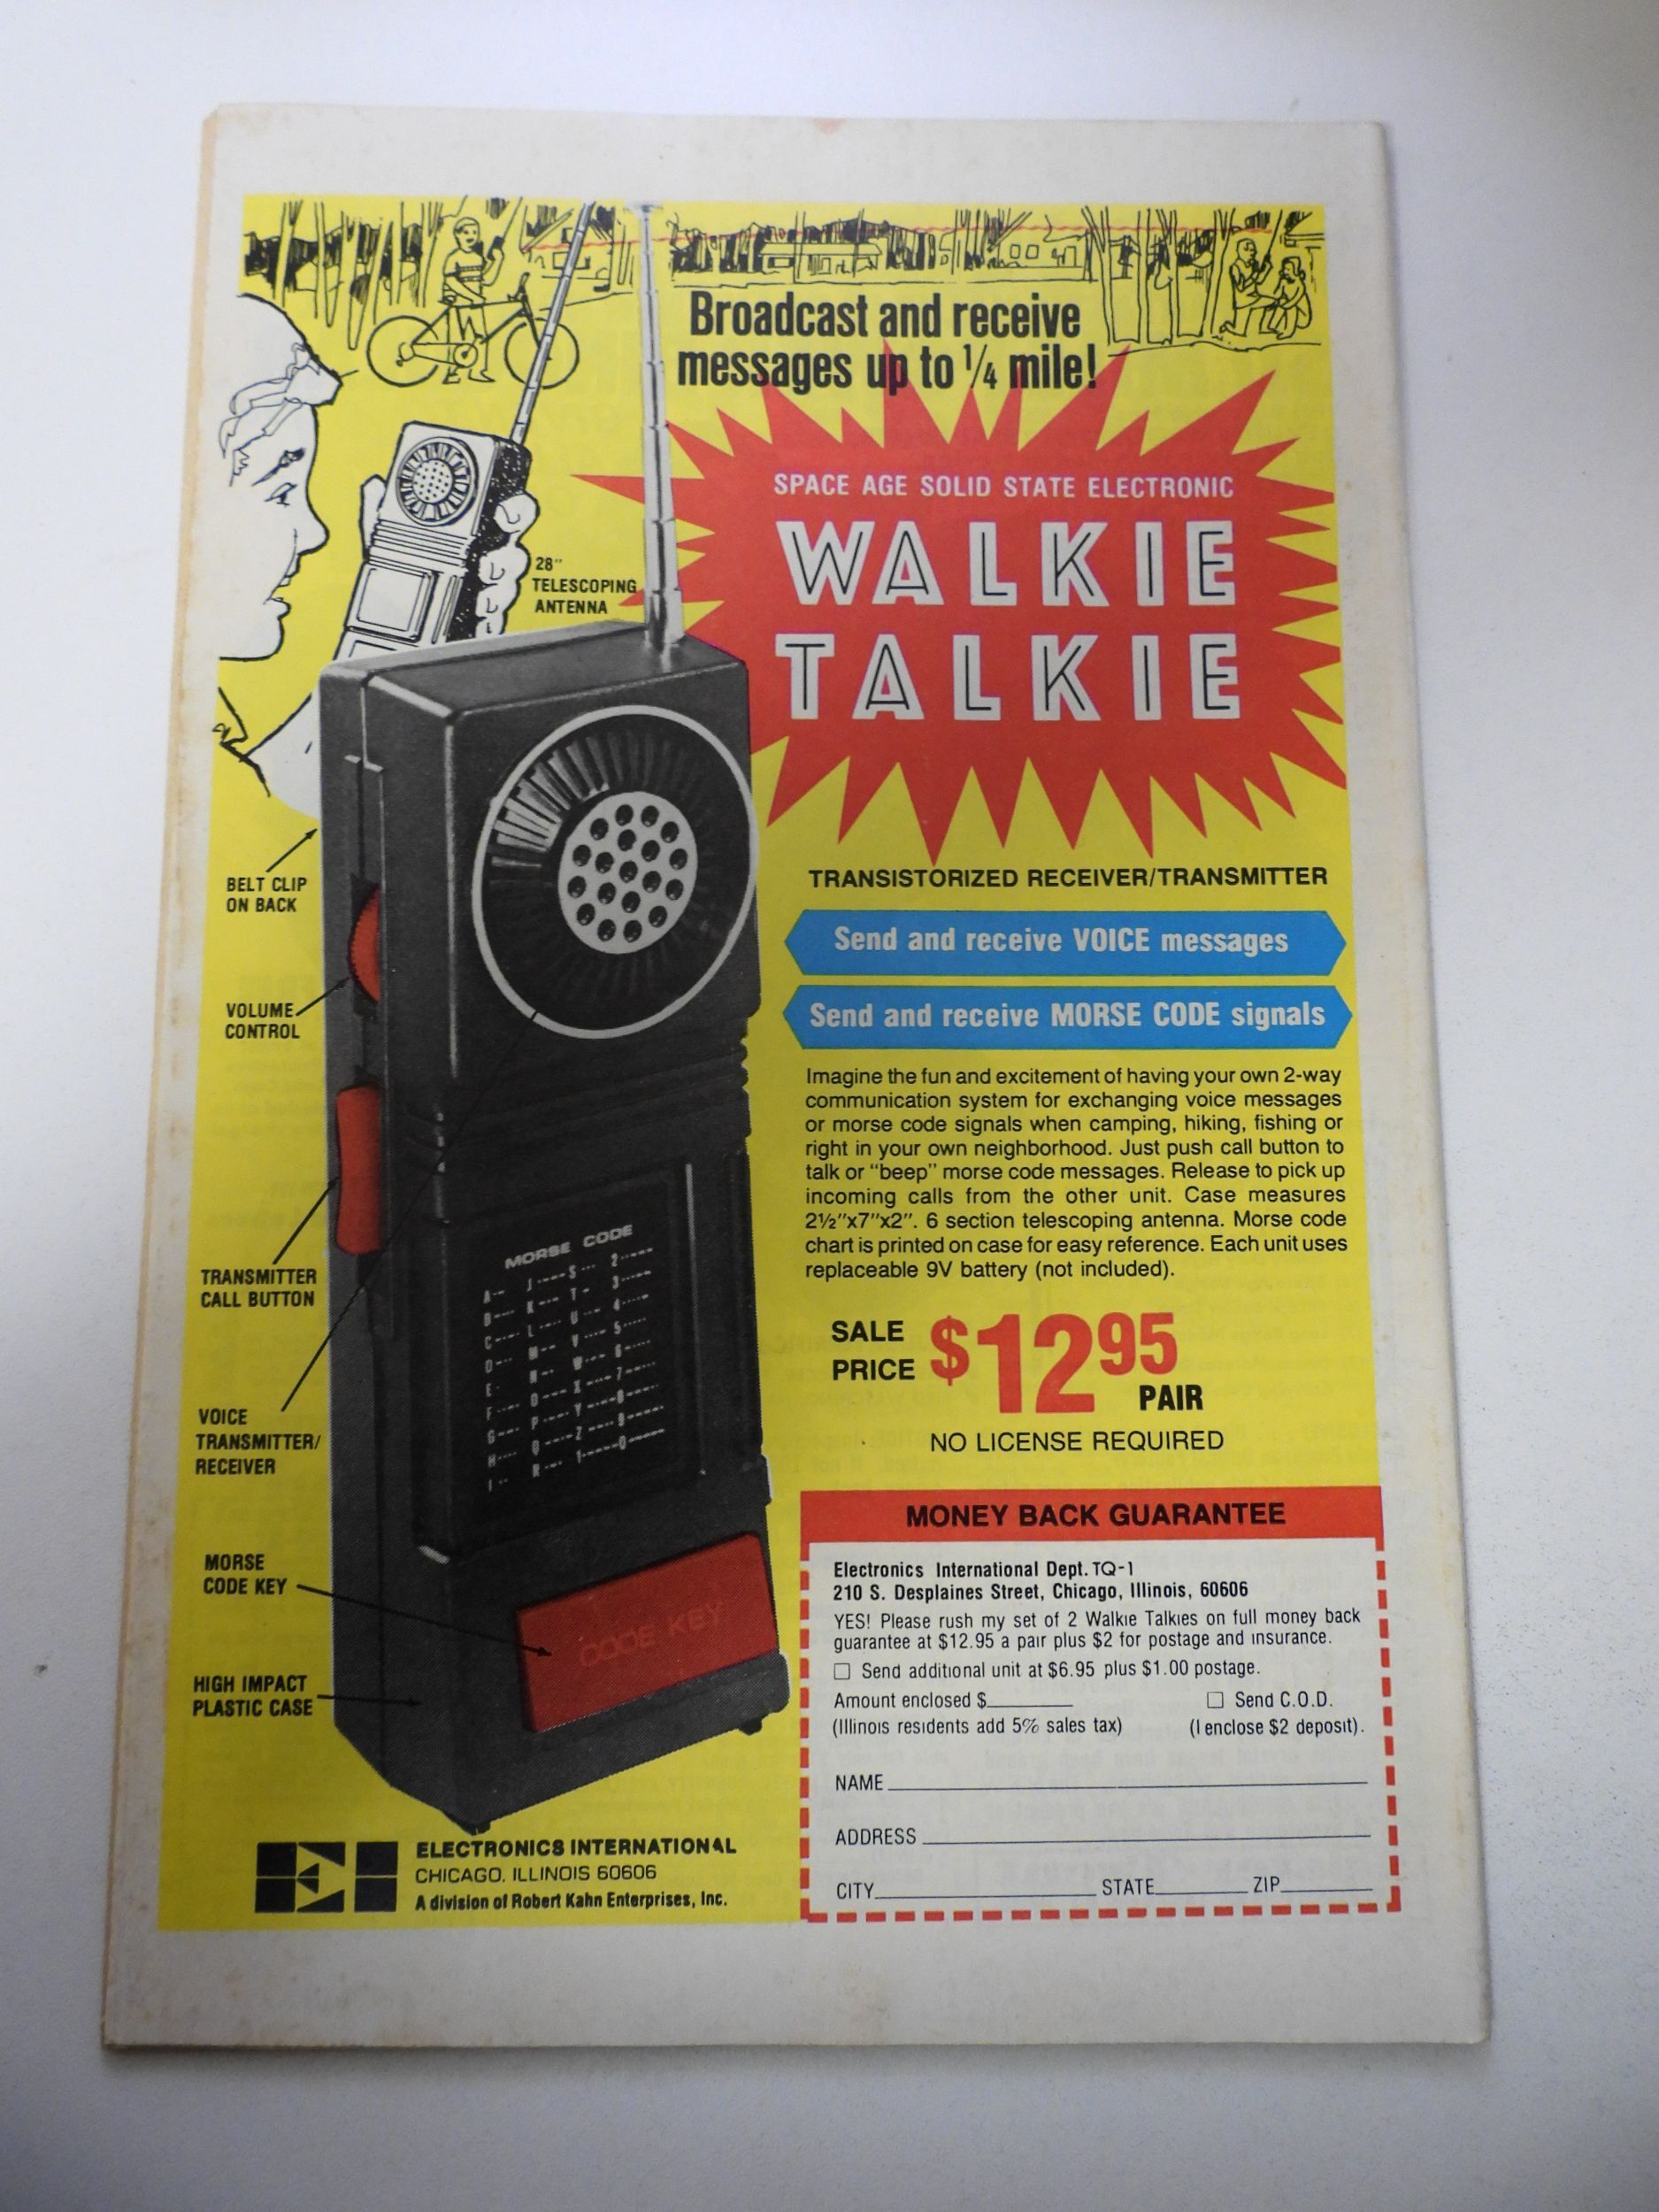 Broadcast and receive
messages up to 1/4 mile!
SPACE AGE SOLID STATE ELECTRONIC
WALKIE
TALKIE
28" 
TELESCOPING
ANTENNA
BELT CLIP
ON BACK
VOLUME
CONTROL
TRANSMITTER
CALL BUTTON
VOICE
TRANSMITTER/
RECEIVER
MORSE
CODE KEY
HIGH IMPACT
PLASTIC CASE
MORSE CODE
CODE KEY
TRANSISTORIZED RECEIVER/TRANSMITTER
Send and receive VOICE messages
Send and receive MORSE CODE signals
Imagine the fun and excitement of having your own 2-way
communication system for exchanging voice messages
or morse code signals when camping, hiking, fishing or
right in your own neighborhood. Just push call button to
talk or "beep" morse code messages. Release to pick up
incoming calls from the other unit. Case measures
2½"x7"x2". 6 section telescoping antenna. Morse code
chart is printed on case for easy reference. Each unit uses
replaceable 9V battery (not included).
SALE
PRICE $12 95
PAIR
NO LICENSE REQUIRED
MONEY BACK GUARANTEE
Electronics International Dept. TQ-1
210 S. Desplaines Street, Chicago, Illinois, 60606
YES! Please rush my set of 2 Walkie Talkies on full money back
guarantee at $12.95 a pair plus $2 for postage and insurance.
☐ Send additional unit at $6.95 plus $1.00 postage.
Amount enclosed $________ ☐ Send C.O.D.
(Illinois residents add 5% sales tax) (I enclose $2 deposit).
NAME
ADDRESS
CITY STATE ZIP
ELECTRONICS INTERNATIONAL
CHICAGO, ILLINOIS 60606
A division of Robert Kahn Enterprises, Inc.